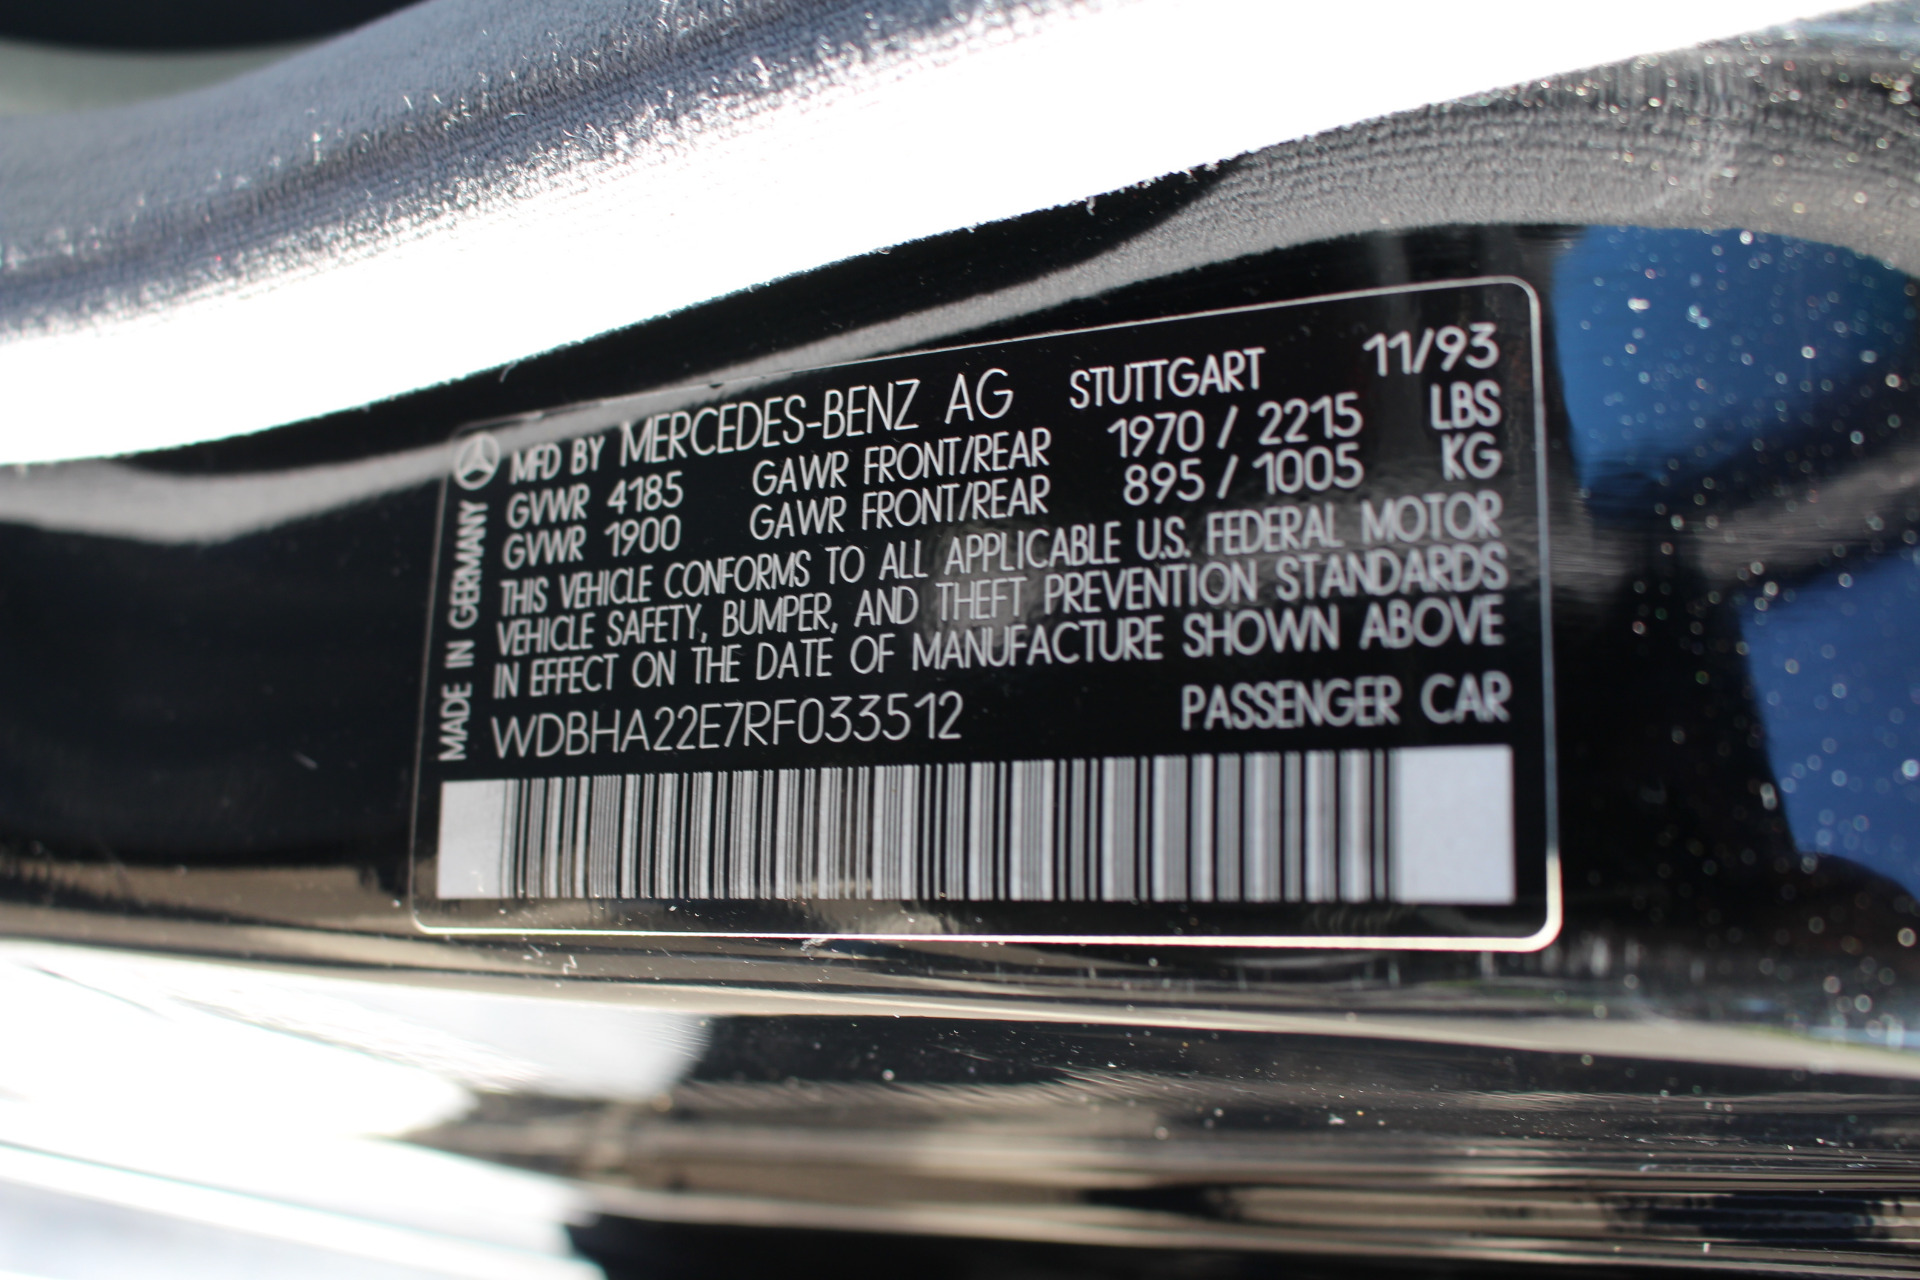 MFD BY MERCEDES-BENZ AG STUTTGART 11/93
GVWR 4185 GAWR FRONT/REAR 1970 / 2215 LBS
GVWR 1900 GAWR FRONT/REAR 895 / 1005 KG
THIS VEHICLE CONFORMS TO ALL APPLICABLE U.S. FEDERAL MOTOR
VEHICLE SAFETY, BUMPER, AND THEFT PREVENTION STANDARDS
IN EFFECT ON THE DATE OF MANUFACTURE SHOWN ABOVE
WDBHA22E7RF033512 PASSENGER CAR
MADE IN GERMANY